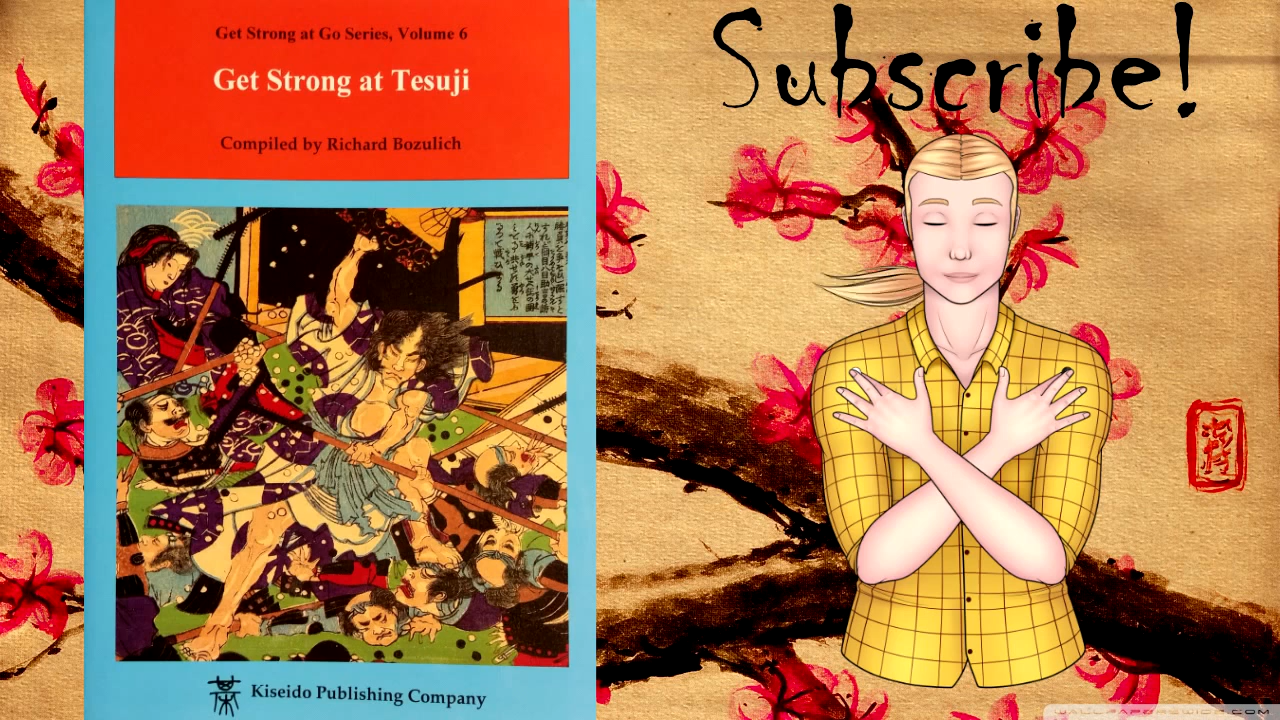 Get Strong at Go Series, Volume 6
Get Strong at Tesuji
Compiled by Richard Bozulich
Kiseido Publishing Company
Subscribe!